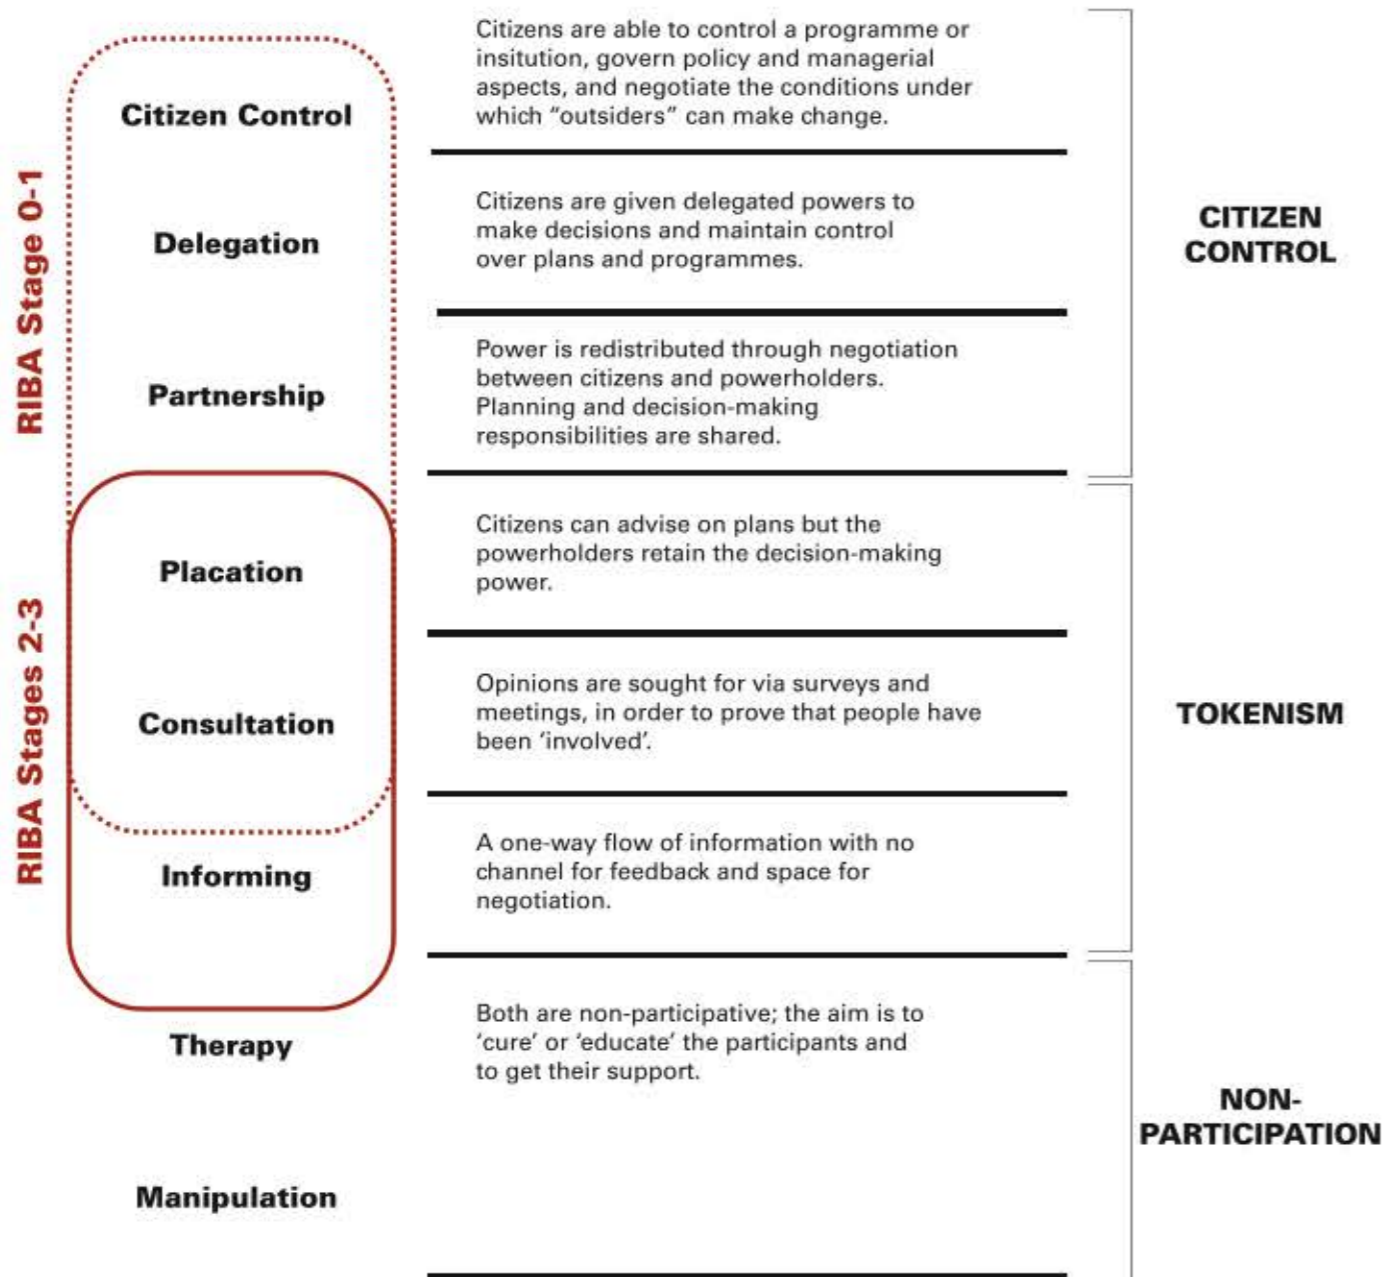 RIBA Stage 0-1
Citizen Control
Citizens are able to control a programme or
insitution, govern policy and managerial
aspects, and negotiate the conditions under
which “outsiders” can make change.
Delegation
Citizens are given delegated powers to
make decisions and maintain control
over plans and programmes.
Partnership
Power is redistributed through negotiation
between citizens and powerholders.
Planning and decision-making
responsibilities are shared.
CITIZEN
CONTROL
RIBA Stages 2-3
Placation
Citizens can advise on plans but the
powerholders retain the decision-making
power.
Consultation
Opinions are sought for via surveys and
meetings, in order to prove that people have
been ‘involved’.
Informing
A one-way flow of information with no
channel for feedback and space for
negotiation.
TOKENISM
Therapy
Both are non-participative; the aim is to
‘cure’ or ‘educate’ the participants and
to get their support.
Manipulation
NON-
PARTICIPATION